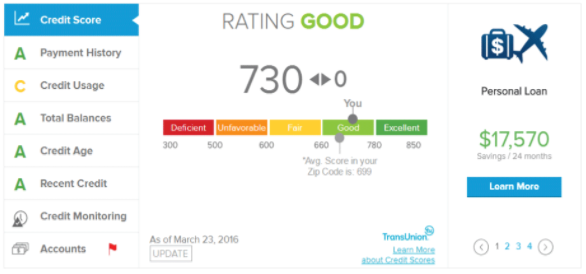 Credit Score
A Payment History
C Credit Usage
A Total Balances
A Credit Age
A Recent Credit
Credit Monitoring
Accounts
RATING GOOD
730 0
You
Deficient Unfavorable Fair Good Excellent
300 500 600 660 780 850
*Avg. Score in your
Zip Code is: 699
As of March 23, 2016
UPDATE
TransUnion
Learn More
about Credit Scores
$
Personal Loan
$17,570
Savings / 24 months
Learn More
1 2 3 4